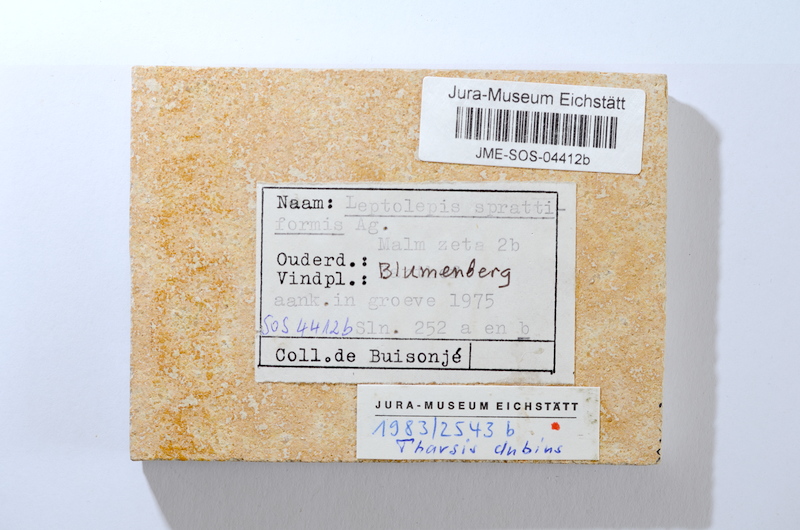 Jura-Museum Eichstätt
JME-SOS-04412b
Naam: Leptolepis spratti-
formis Ag.
Malm zeta 2b
Ouderd.:
Vindpl.: Blumenberg
aank.in groeve 1975
SOS 4412b Sln. 252 a en b
Coll.de Buisonjé
JURA-MUSEUM EICHSTÄTT
1983/2543 b
Tharsis dubius